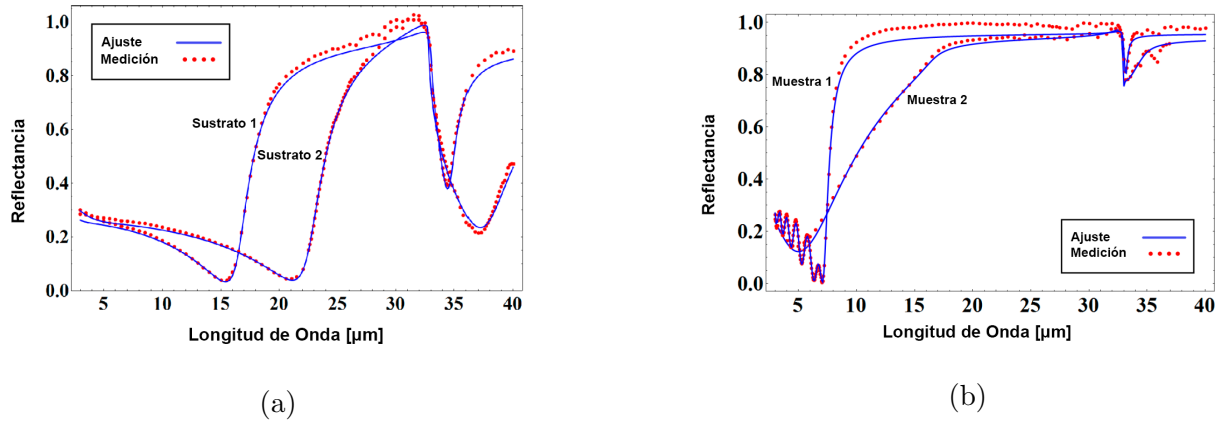 1.0
0.8
0.6
0.4
0.2
0.0
Reflectancia
Ajuste
Medición
Sustrato 1
Sustrato 2
5 10 15 20 25 30 35 40
Longitud de Onda [μm]
(a)
1.0
0.8
0.6
0.4
0.2
0.0
Reflectancia
Muestra 1
Muestra 2
Ajuste
Medición
5 10 15 20 25 30 35 40
Longitud de Onda [μm]
(b)